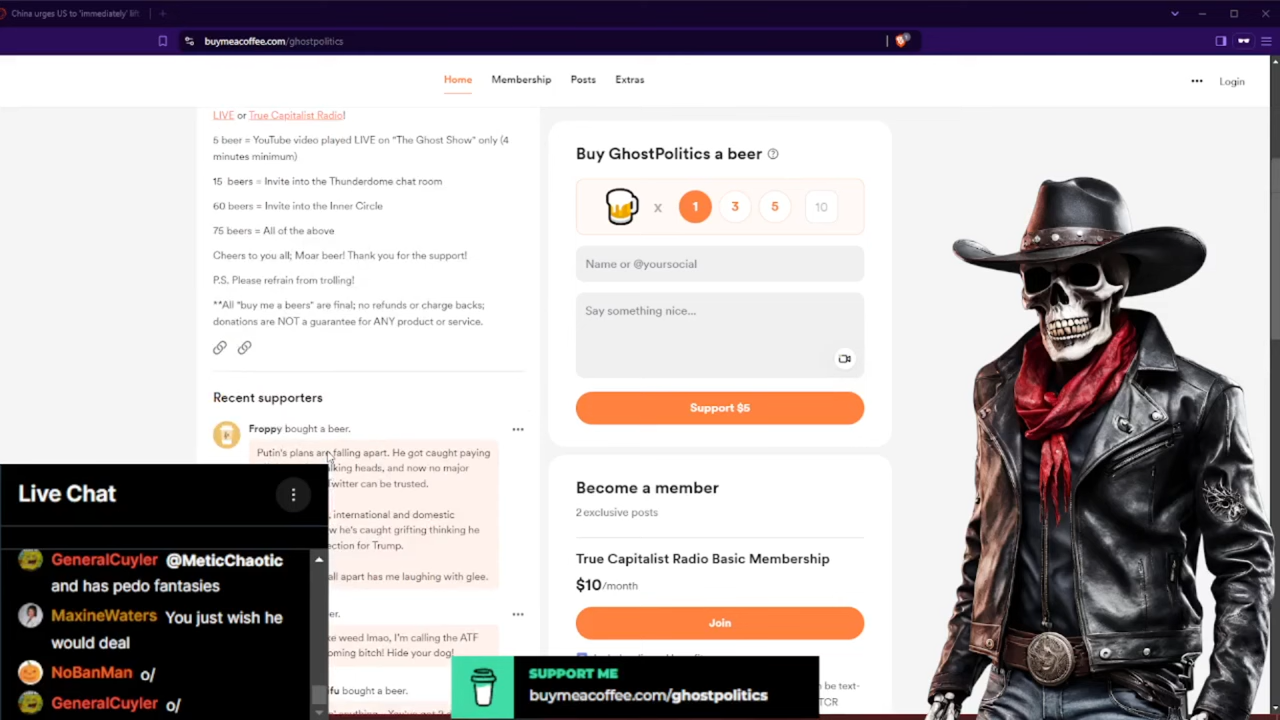 China urges US to 'immediately' lift
buymeacoffee.com/ghostpolitics
Home Membership Posts Extras
Login
LIVE or True Capitalist Radio!
5 beer = YouTube video played LIVE on "The Ghost Show" only (4
minutes minimum)
15 beers = Invite into the Thunderdome chat room
60 beers = Invite into the Inner Circle
75 beers = All of the above
Cheers to you all; Moar beer! Thank you for the support!
P.S. Please refrain from trolling!
**All "buy me a beers" are final; no refunds or charge backs;
donations are NOT a guarantee for ANY product or service.
Recent supporters
Froppy bought a beer.
Putin's plans are falling apart. He got caught paying
lking heads, and now no major
Twitter can be trusted.
, international and domestic
w he's caught grifting thinking he
ection for Trump.
all apart has me laughing with glee.
er.
ke weed lmao, I'm calling the ATF
oming bitch! Hide your dog!
fu bought a beer.
Buy GhostPolitics a beer
x 1 3 5 10
Name or @yoursocial
Say something nice...
Support $5
Become a member
2 exclusive posts
True Capitalist Radio Basic Membership
$10/month
Join
n be text-
TCR
Live Chat
GeneralCuyler @MeticChaotic
and has pedo fantasies
MaxineWaters You just wish he
would deal
NoBanMan o/
GeneralCuyler o/
SUPPORT ME
buymeacoffee.com/ghostpolitics